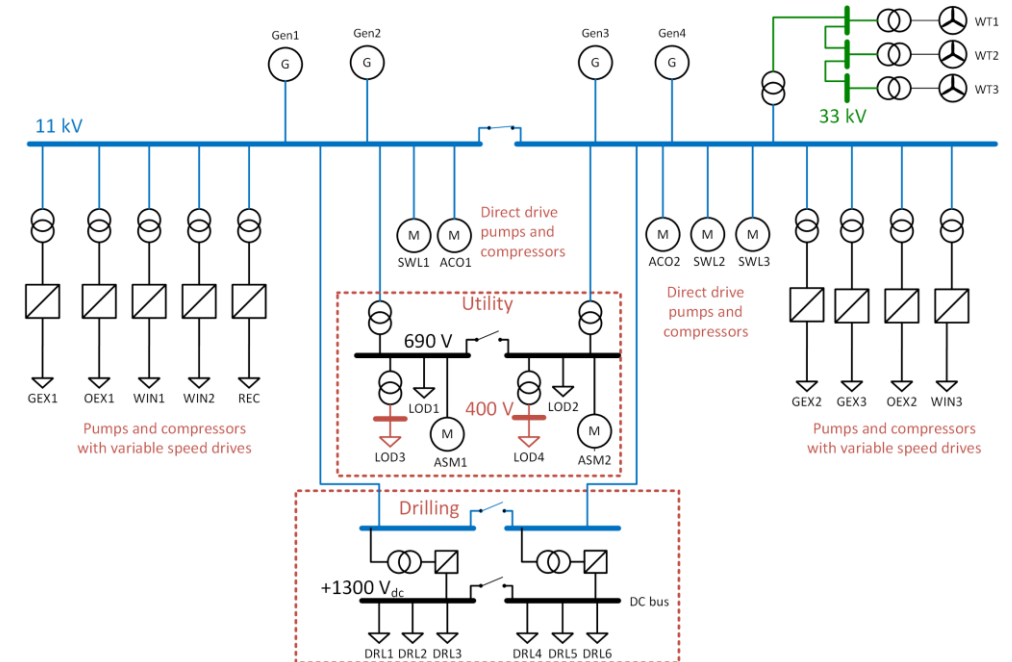 Gen1
Gen2
Gen3
Gen4
G
G
G
G
WT1
WT2
WT3
33 kV
11 kV
M
M
SWL1
ACO1
Direct drive
pumps and
compressors
M
M
M
ACO2
SWL2
SWL3
Direct drive
pumps and
compressors
GEX1
OEX1
WIN1
WIN2
REC
Pumps and compressors
with variable speed drives
GEX2
GEX3
OEX2
WIN3
Pumps and compressors
with variable speed drives
Utility
690 V
LOD1
400 V
LOD2
M
M
LOD3
ASM1
LOD4
ASM2
Drilling
+1300 Vdc
DC bus
DRL1
DRL2
DRL3
DRL4
DRL5
DRL6